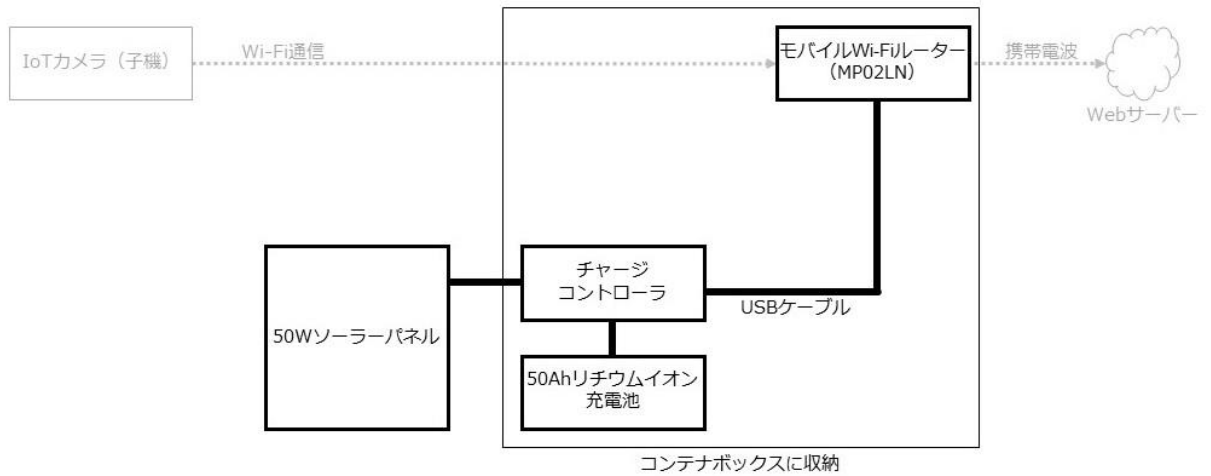 IoTカメラ（子機）
Wi-Fi通信
モバイルWi-Fiルーター
（MP02LN）
携帯電波
Webサーバー
50Wソーラーパネル
チャージ
コントローラ
USBケーブル
50Ahリチウムイオン
充電池
コンテナボックスに収納